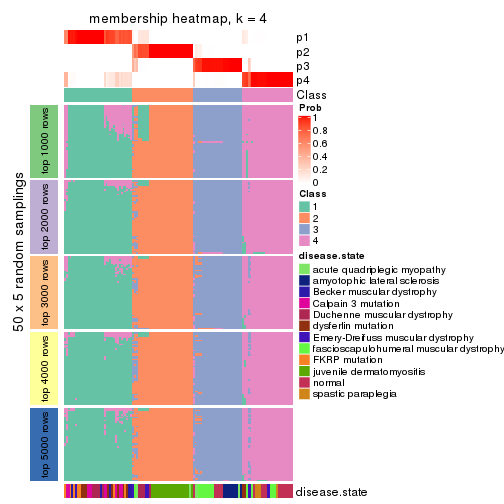 membership heatmap, k = 4
p1
p2
p3
p4
Class
Prob
1
0.8
0.6
0.4
0.2
0
Class
1
2
3
4
disease.state
acute quadriplegic myopathy
amyotophic lateral sclerosis
Becker muscular dystrophy
Calpain 3 mutation
Duchenne muscular dystrophy
dysferlin mutation
Emery-Dreifuss muscular dystrophy
fascioscapulohumeral muscular dystrophy
FKRP mutation
juvenile dermatomyositis
normal
spastic paraplegia
50 x 5 random samplings
top 1000 rows
top 2000 rows
top 3000 rows
top 4000 rows
top 5000 rows
disease.state